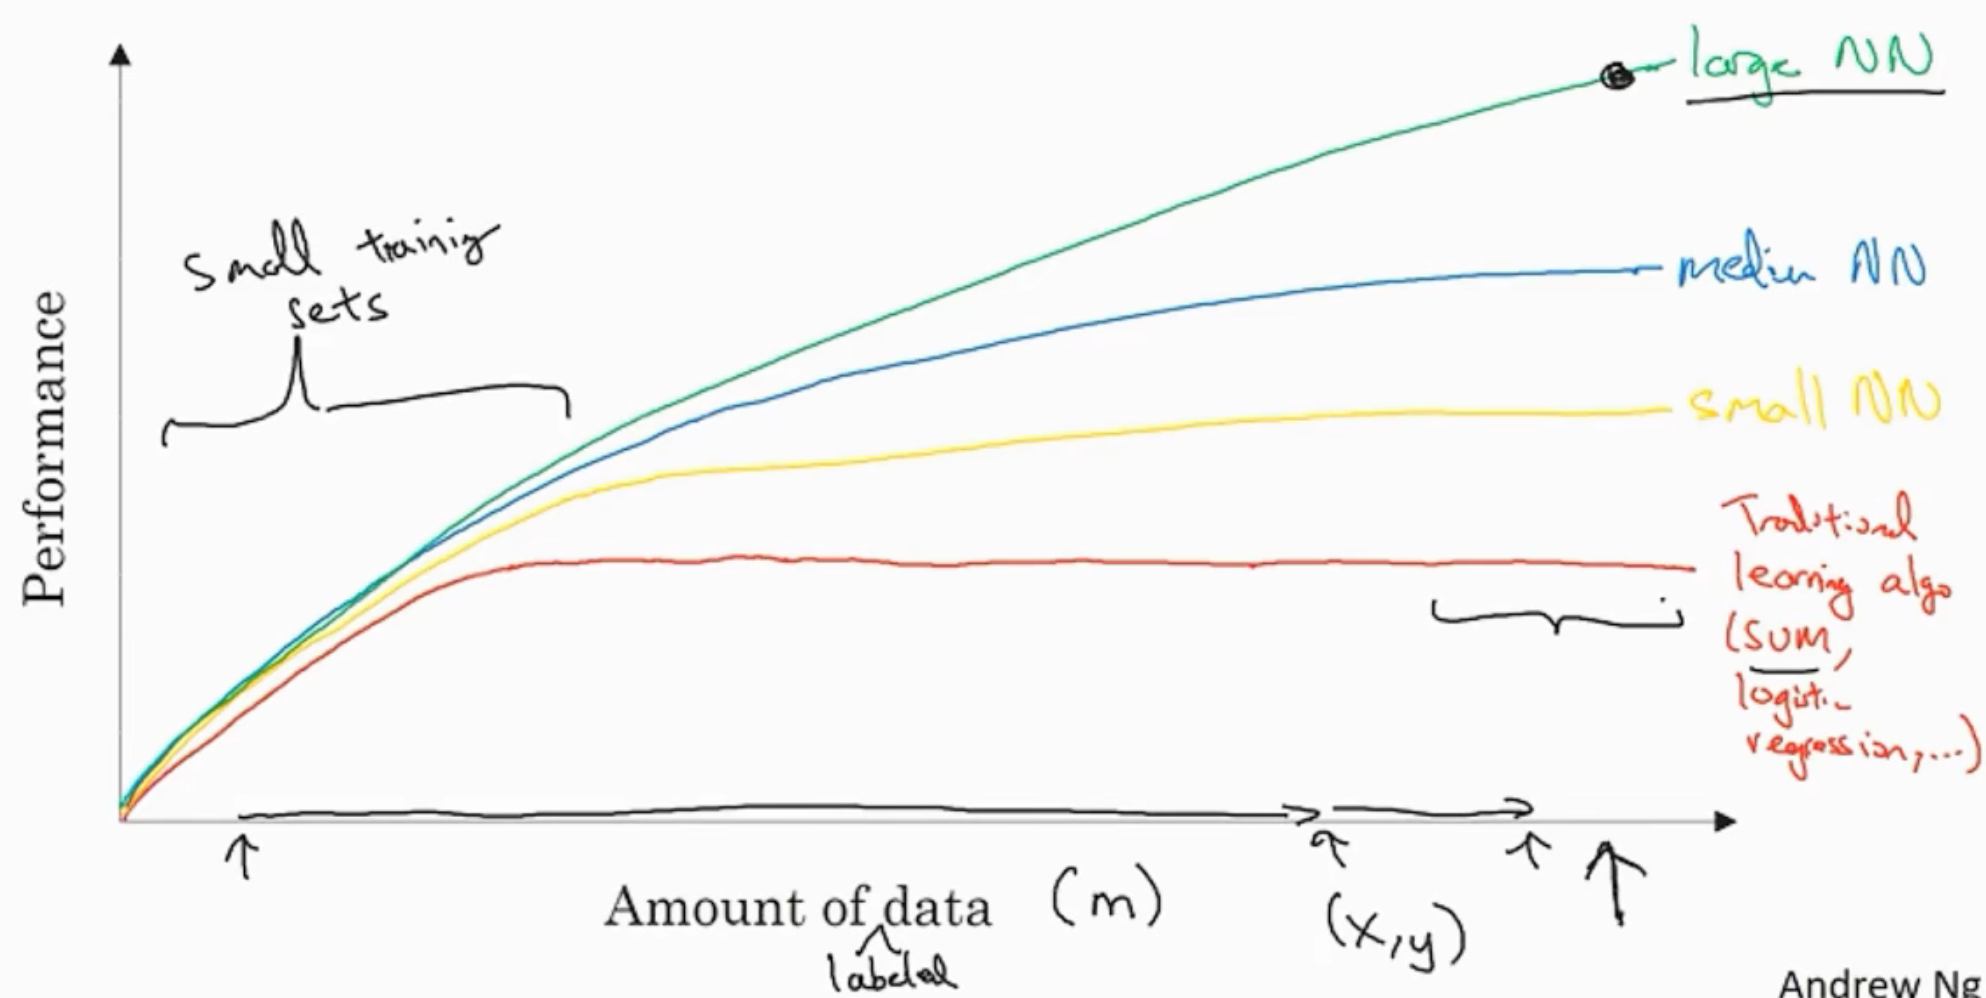 large NN
small training
sets
medium NN
small NN
Performance
Traditional
learning algo
(SVM,
logistic
regression,...)
Amount of data (m)
labeled
(x,y)
Andrew Ng